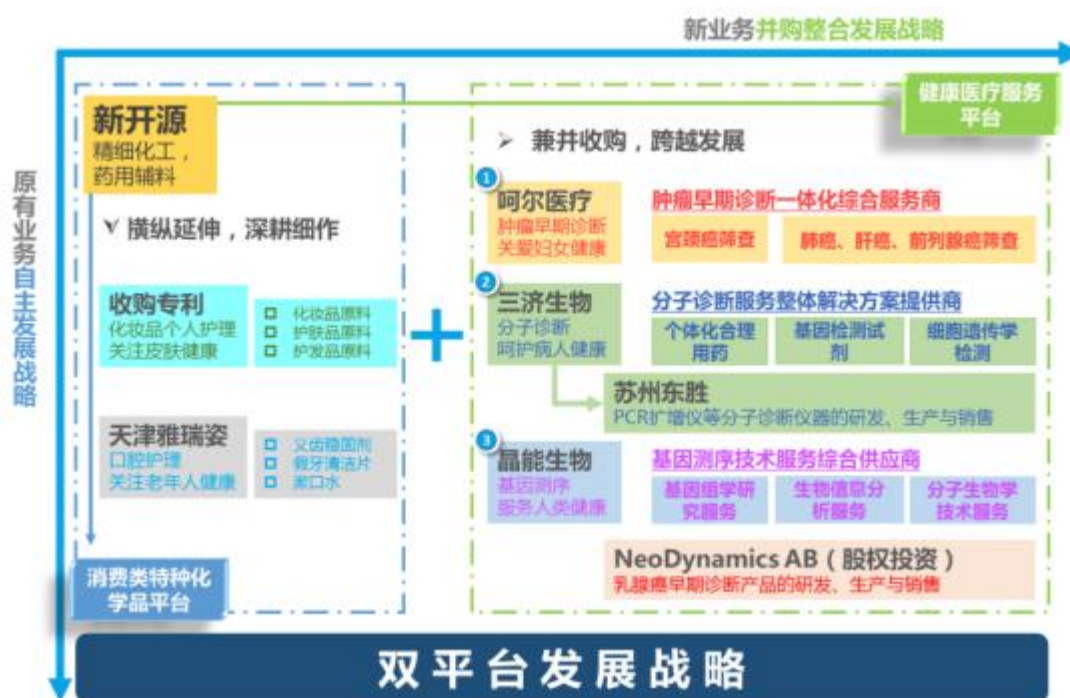 新业务并购整合发展战略
健康医疗服务
平台
原有业务自主发展战略
新开源
精细化工，
药用辅料
横纵延伸，深耕细作
收购专利
化妆品个人护理
关注皮肤健康
化妆品原料
护肤品原料
护发品原料
天津雅瑞姿
口腔护理
关注老年人健康
义齿稳固剂
假牙清洁片
漱口水
消费类特种化
学品平台
兼并收购，跨越发展
1
呵尔医疗
肿瘤早期诊断
关爱妇女健康
肿瘤早期诊断一体化综合服务商
宫颈癌筛查
肺癌、肝癌、前列腺癌筛查
2
三济生物
分子诊断
呵护病人健康
分子诊断服务整体解决方案提供商
个体化合理
用药
基因检测试
剂
细胞遗传学
检测
苏州东胜
PCR扩增仪等分子诊断仪器的研发、生产与销售
3
晶能生物
基因测序
服务人类健康
基因测序技术服务综合供应商
基因组学研
究服务
生物信息分
析服务
分子生物学
技术服务
NeoDynamics AB（股权投资）
乳腺癌早期诊断产品的研发、生产与销售
双平台发展战略